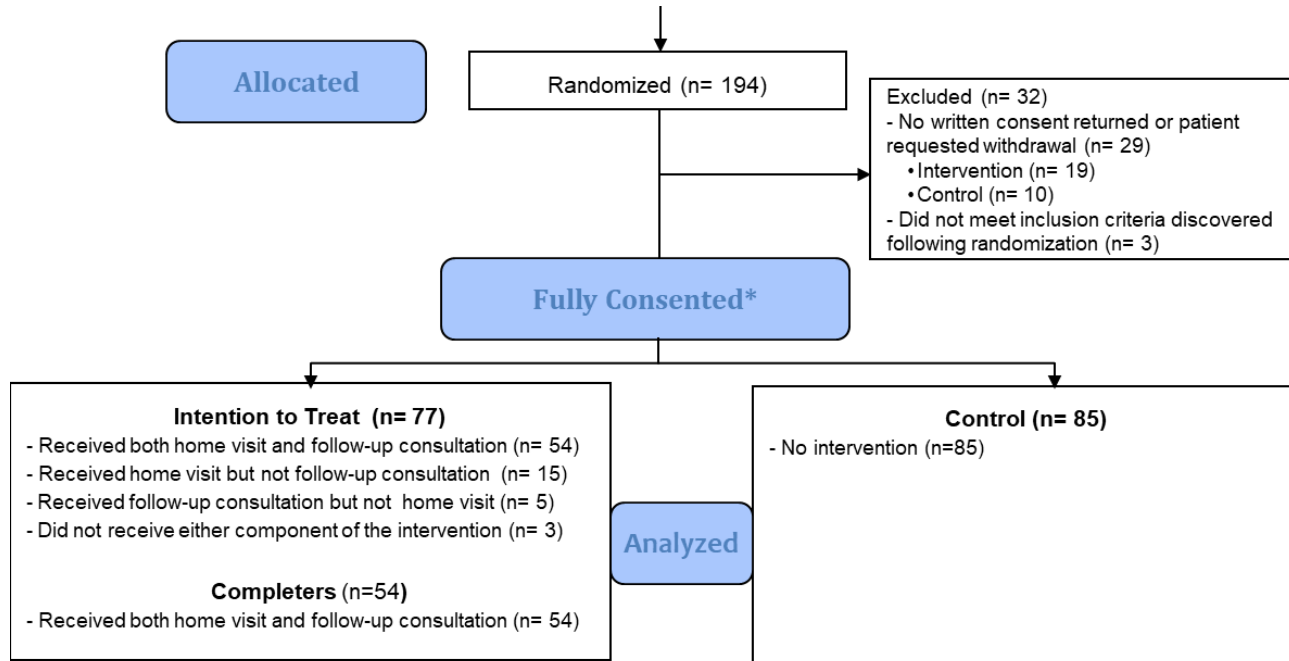 Allocated
Randomized (n= 194)
Excluded (n= 32)
- No written consent returned or patient
requested withdrawal (n= 29)
• Intervention (n= 19)
• Control (n= 10)
- Did not meet inclusion criteria discovered
following randomization (n= 3)
Fully Consented*
Intention to Treat (n= 77)
- Received both home visit and follow-up consultation (n= 54)
- Received home visit but not follow-up consultation (n= 15)
- Received follow-up consultation but not home visit (n= 5)
- Did not receive either component of the intervention (n= 3)
Completers (n=54)
- Received both home visit and follow-up consultation (n= 54)
Analyzed
Control (n= 85)
- No intervention (n=85)